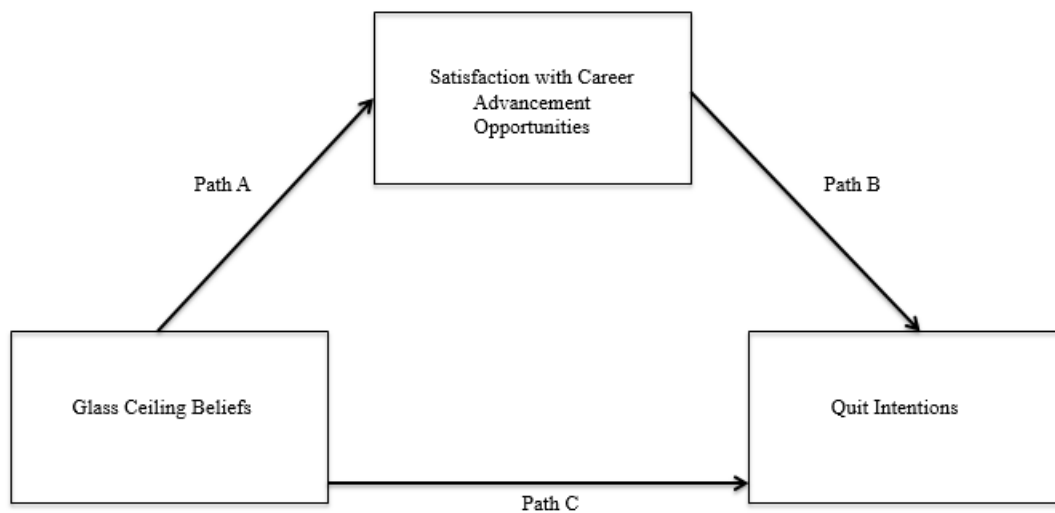 Satisfaction with Career
Advancement
Opportunities
Path A
Path B
Glass Ceiling Beliefs
Quit Intentions
Path C